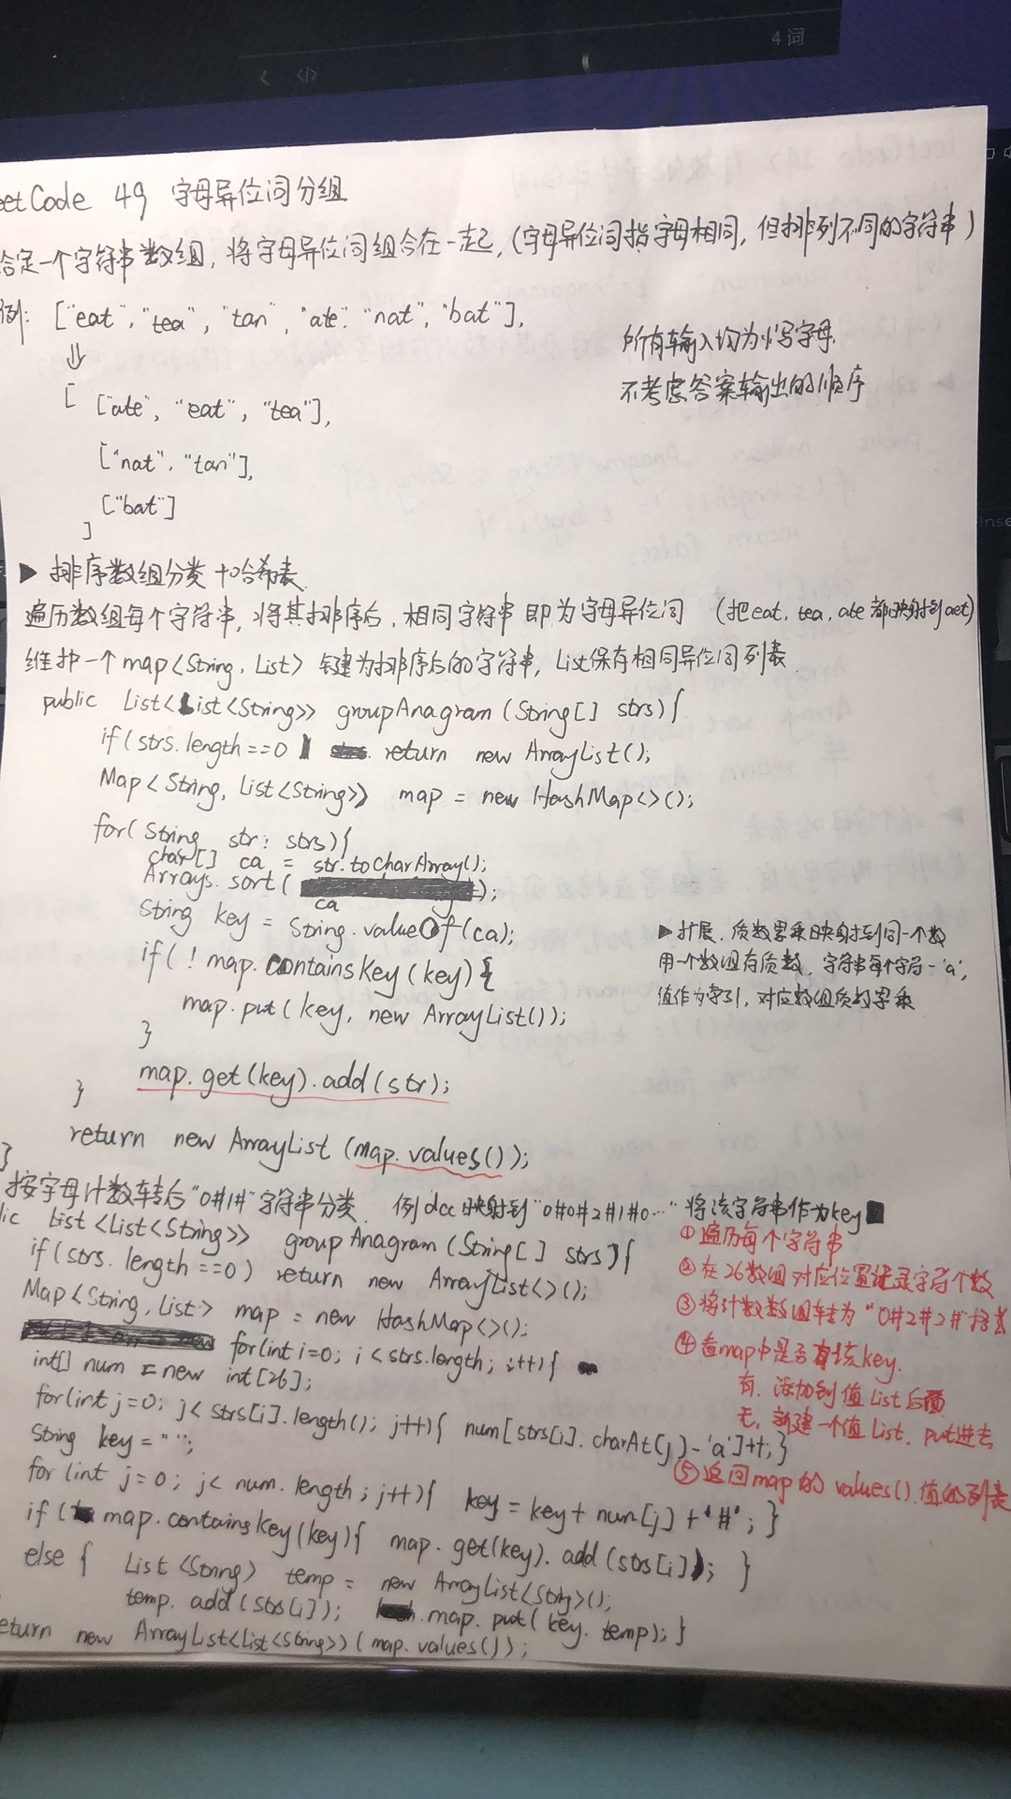 4 词
eetCode 49 字母异位词分组
给定一个字符串数组, 将字母异位词组合在一起, (字母异位词指字母相同, 但排列不同的字符串)
例: ["eat", "tea", "tan", "ate". "nat", "bat"],
⇓
所有输入均为小写字母.
不考虑答案输出的顺序
[ ["ate", "eat", "tea"],
["nat", "tan"],
["bat"]
]
▶ 排序数组分类+哈希表
遍历数组每个字符串, 将其排序后, 相同字符串即为字母异位词 (把eat, tea, ate都映射到aet)
维护一个map<String, List> 键为排序后的字符串, List保存相同异位词列表
public List<List<String>> groupAnagram (String[] strs){
if(strs.length==0) return new ArrayList();
Map<String, List<String>> map = new HashMap<>();
for(String str: strs){
char[] ca = str.toCharArray();
Arrays.sort(ca);
String key = String.valueOf(ca);
if(!map.containsKey(key){
map.put(key, new ArrayList());
}
map.get(key).add(str);
}
return new ArrayList (map.values());
}
▶ 扩展. 质数累乘映射到同一个数
用一个数组存质数, 字符串每个字符-'a',
值作为索引, 对应数组质数累乘
按字母计数转后"0#1#"字符串分类. 例dcc映射到"0#0#2#1#0..." 将该字符串作为key
lic List<List<String>> groupAnagram (String[] strs){
if(strs.length==0) return new ArrayList<>();
Map<String, List> map = new HashMap<>();
for(int i=0; i<strs.length; i++){
int[] num = new int[26];
for(int j=0; j<strs[i].length(); j++){ num[strs[i].charAt(j)-'a']++; }
String key = "";
for(int j=0; j<num.length; j++){ key = key+num[j]+'#'; }
if(map.containsKey(key){ map.get(key).add(strs[i]); }
else{ List<String> temp = new ArrayList<String>();
temp.add(strs[i]); map.put(key, temp); }
eturn new ArrayList<List<String>>(map.values());
①遍历每个字符串
②在26数组对应位置记录字符个数
③将计数数组转为"0#2#2#"格式
④看map中是否有该key.
有. 添加到值List后面
无. 新建一个值List. put进去
⑤返回map的values().值的列表